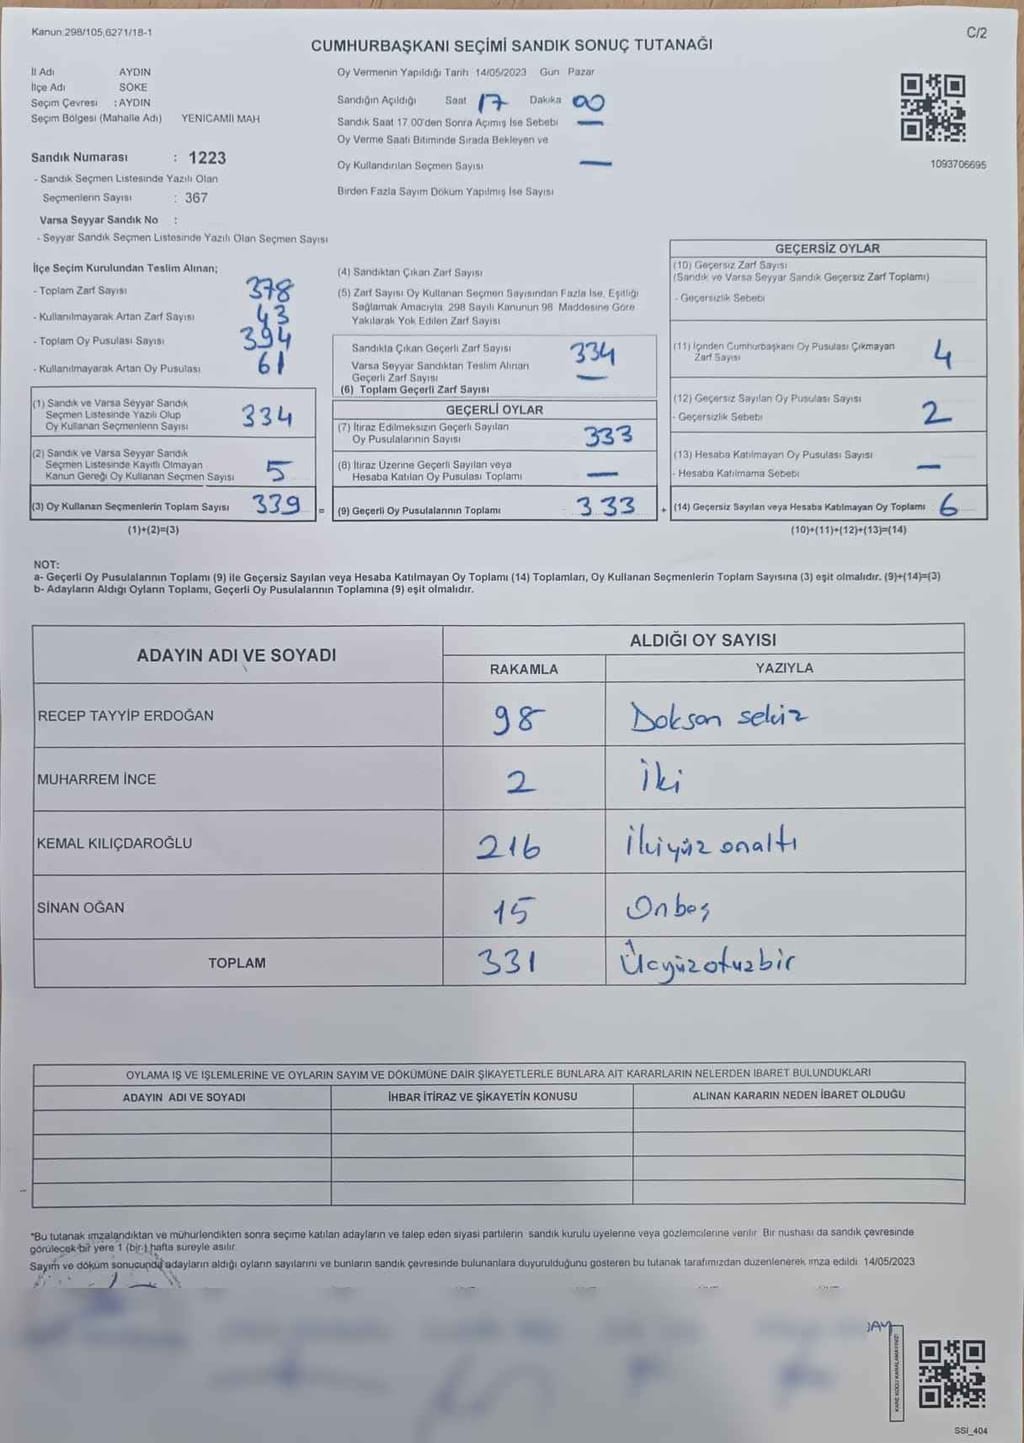 Kanun 298/105,6271/18-1
C/2
CUMHURBAŞKANI SEÇİMİ SANDIK SONUÇ TUTANAĞI
İl Adı AYDIN
İlçe Adı SÖKE
Seçim Çevresi : AYDIN
Seçim Bölgesi (Mahalle Adı) YENICAMİİ MAH
Oy Vermenin Yapıldığı Tarih 14/05/2023 Gün Pazar
Sandığın Açıldığı Saat 17 Dakika 00
Sandık Saat 17.00'den Sonra Açımış İse Sebebi —
Oy Verme Saati Bitiminde Sırada Bekleyen ve
Oy Kullandırılan Seçmen Sayısı —
Birden Fazla Sayım Döküm Yapılmış İse Sayısı
1093706695
Sandık Numarası : 1223
- Sandık Seçmen Listesinde Yazılı Olan
Seçmenlerin Sayısı : 367
Varsa Seyyar Sandık No :
- Seyyar Sandık Seçmen Listesinde Yazılı Olan Seçmen Sayısı
İlçe Seçim Kurulundan Teslim Alınan;
- Toplam Zarf Sayısı 378
- Kullanılmayarak Artan Zarf Sayısı 43
- Toplam Oy Pusulası Sayısı 394
- Kullanılmayarak Artan Oy Pusulası 61
(1) Sandık ve Varsa Seyyar Sandık
Seçmen Listesinde Yazılı Olup
Oy Kullanan Seçmenlerin Sayısı 334
(2) Sandık ve Varsa Seyyar Sandık
Seçmen Listesinde Kayıtlı Olmayan
Kanun Gereği Oy Kullanan Seçmen Sayısı 5
(3) Oy Kullanan Seçmenlerin Toplam Sayısı 339 =
(1)+(2)=(3)
(4) Sandıktan Çıkan Zarf Sayısı
(5) Zarf Sayısı Oy Kullanan Seçmen Sayısından Fazla İse, Eşitliği
Sağlamak Amacıyla, 298 Sayılı Kanunun 98. Maddesine Göre
Yakılarak Yok Edilen Zarf Sayısı
Sandıkta Çıkan Geçerli Zarf Sayısı 334
Varsa Seyyar Sandıktan Teslim Alınan
Geçerli Zarf Sayısı —
(6) Toplam Geçerli Zarf Sayısı
GEÇERLİ OYLAR
(7) İtiraz Edilmeksizin Geçerli Sayılan
Oy Pusulalarının Sayısı 333
(8) İtiraz Üzerine Geçerli Sayılan veya
Hesaba Katılan Oy Pusulası Toplamı —
(9) Geçerli Oy Pusulalarının Toplamı 333 +
GEÇERSİZ OYLAR
(10) Geçersiz Zarf Sayısı
(Sandık ve Varsa Seyyar Sandık Geçersiz Zarf Toplamı)
- Geçersizlik Sebebi
(11) İçinden Cumhurbaşkanı Oy Pusulası Çıkmayan
Zarf Sayısı 4
(12) Geçersiz Sayılan Oy Pusulası Sayısı
- Geçersizlik Sebebi 2
(13) Hesaba Katılmayan Oy Pusulası Sayısı
- Hesaba Katılmama Sebebi —
(14) Geçersiz Sayılan veya Hesaba Katılmayan Oy Toplamı 6
(10)+(11)+(12)+(13)=(14)
NOT:
a- Geçerli Oy Pusulalarının Toplamı (9) ile Geçersiz Sayılan veya Hesaba Katılmayan Oy Toplamı (14) Toplamları, Oy Kullanan Seçmenlerin Toplam Sayısına (3) eşit olmalıdır. (9)+(14)=(3)
b- Adayların Aldığı Oyların Toplamı, Geçerli Oy Pusulalarının Toplamına (9) eşit olmalıdır.
ADAYIN ADI VE SOYADI
ALDIĞI OY SAYISI
RAKAMLA YAZIYLA
RECEP TAYYİP ERDOĞAN 98 Doksan sekiz
MUHARREM İNCE 2 İki
KEMAL KILIÇDAROĞLU 216 İkiyüz onaltı
SİNAN OĞAN 15 Onbeş
TOPLAM 331 Üçyüzotuzbir
OYLAMA İŞ VE İŞLEMLERİNE VE OYLARIN SAYIM VE DÖKÜMÜNE DAİR ŞİKAYETLERLE BUNLARA AİT KARARLARIN NELERDEN İBARET BULUNDUKLARI
ADAYIN ADI VE SOYADI İHBAR İTİRAZ VE ŞİKAYETİN KONUSU ALINAN KARARIN NEDEN İBARET OLDUĞU
*Bu tutanak imzalandıktan ve mühürlendikten sonra seçime katılan adayların ve talep eden siyasi partilerin sandık kurulu üyelerine veya gözlemcilerine verilir. Bir nüshası da sandık çevresinde
görülecek bir yere 1 (bir) hafta süreyle asılır.
Sayım ve döküm sonucunda adayların aldığı oyların sayılarını ve bunların sandık çevresinde bulunanlara duyurulduğunu gösteren bu tutanak tarafımızdan düzenlenerek imza edildi. 14/05/2023
KARE KODU KARALAMAYINIZ!
SSİ_404